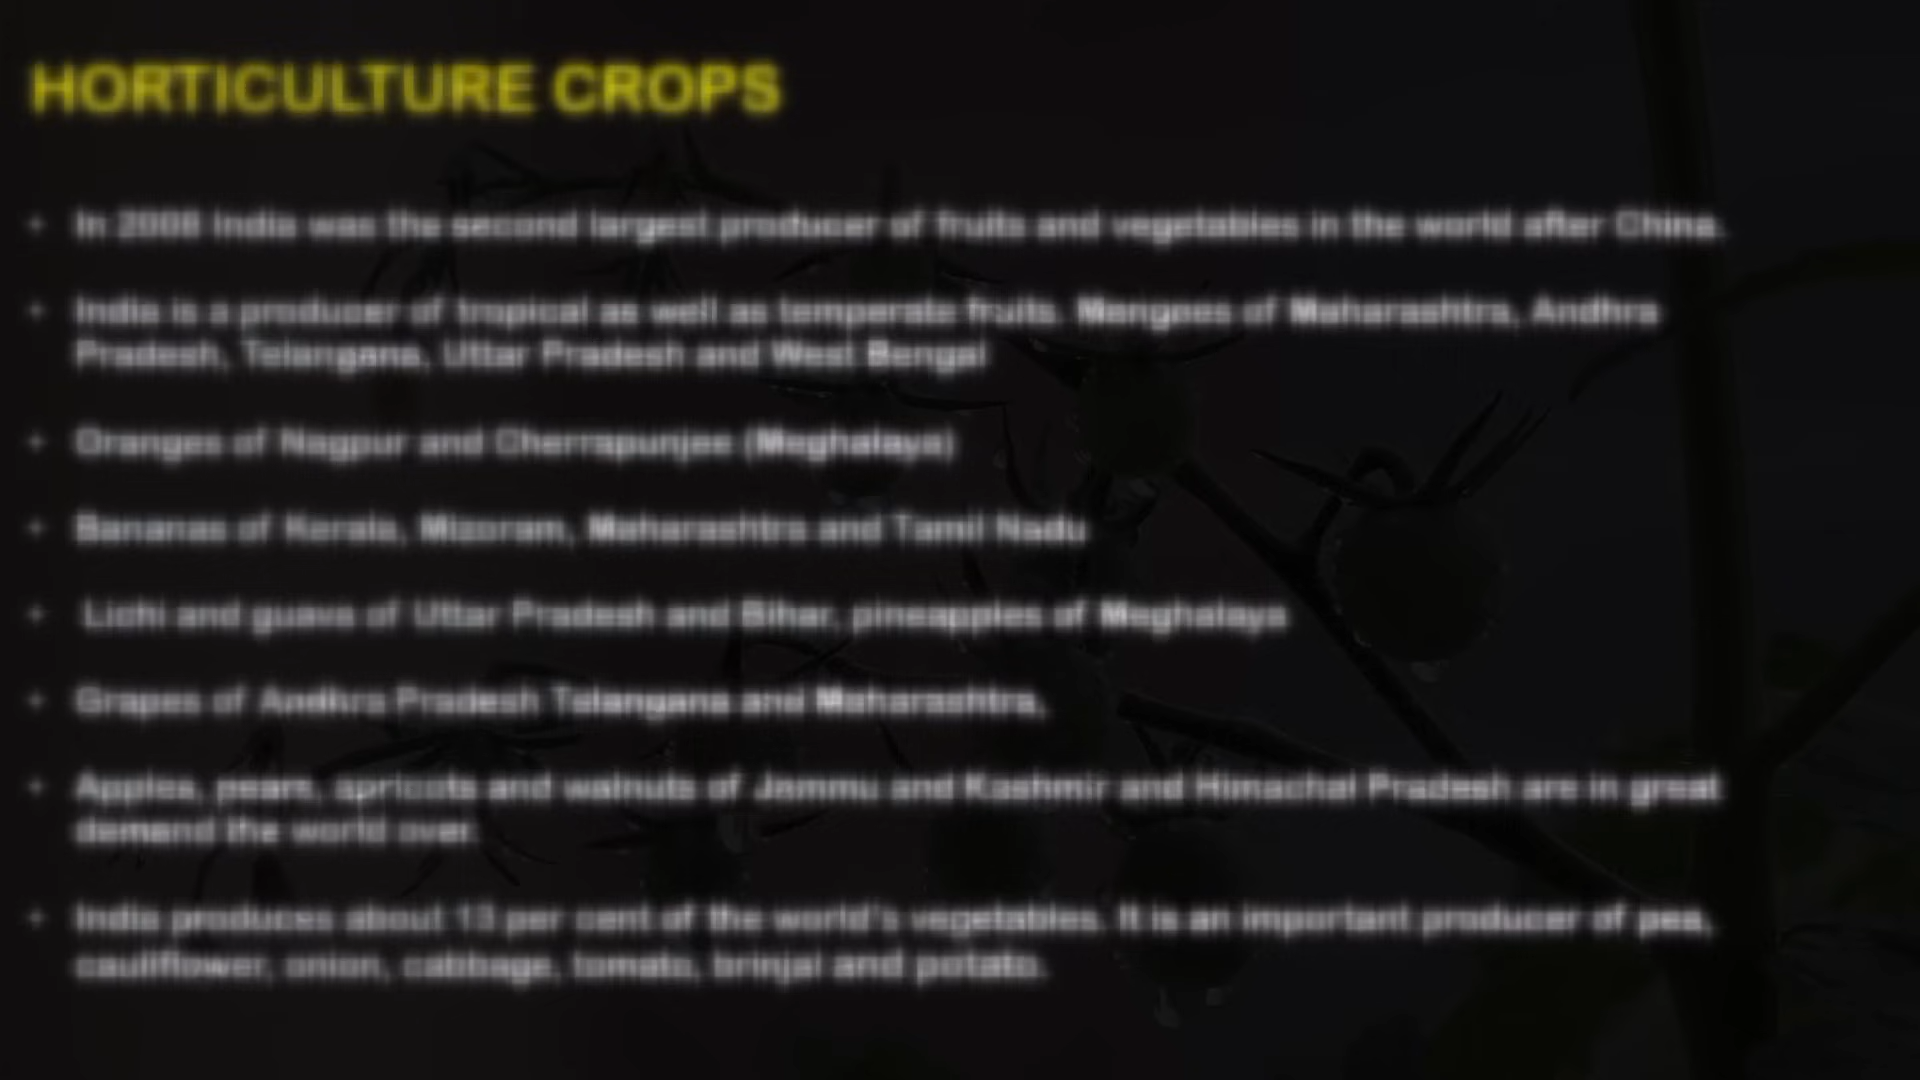 HORTICULTURE CROPS
In 2008 India was the second largest producer of fruits and vegetables in the world after China.
India is a producer of tropical as well as temperate fruits. Mangoes of Maharashtra, Andhra
Pradesh, Telangana, Uttar Pradesh and West Bengal
Oranges of Nagpur and Cherrapunjee (Meghalaya)
Bananas of Kerala, Mizoram, Maharashtra and Tamil Nadu
Lichi and guava of Uttar Pradesh and Bihar, pineapples of Meghalaya
Grapes of Andhra Pradesh Telangana and Maharashtra,
Apples, pears, apricots and walnuts of Jammu and Kashmir and Himachal Pradesh are in great
demand the world over.
India produces about 13 per cent of the world's vegetables. It is an important producer of pea,
cauliflower, onion, cabbage, tomato, brinjal and potato.